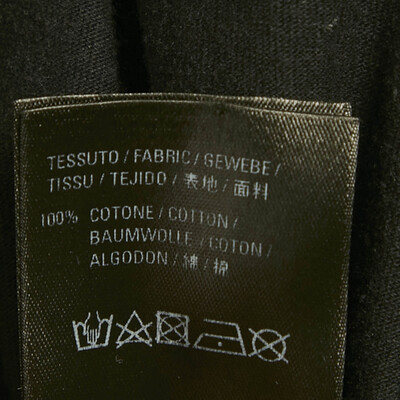 TESSUTO / FABRIC / GEWEBE /
TISSU / TEJIDO / 表地 / 面料
100% COTONE / COTTON /
BAUMWOLLE / COTON /
ALGODON / 綿 / 棉